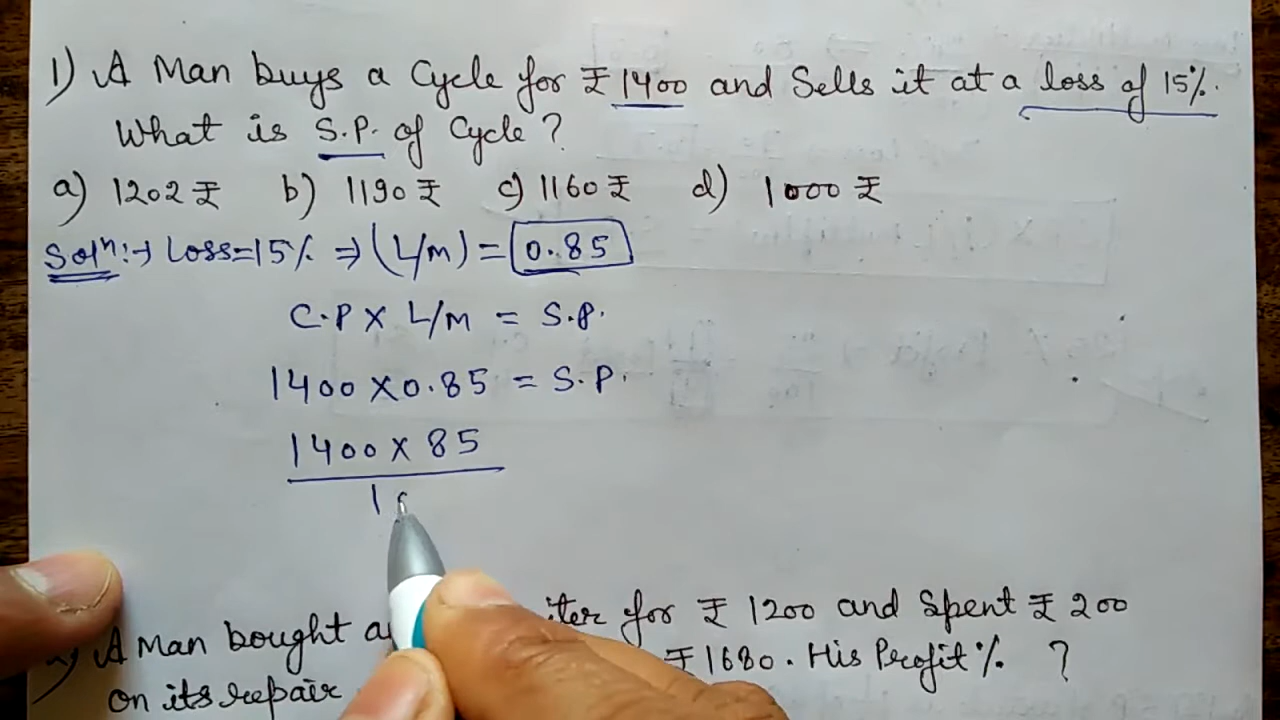 1) A Man buys a Cycle for ₹ 1400 and Sells it at a loss of 15%.
What is S.P. of Cycle?
a) 1202 ₹ b) 1190 ₹ c) 1160 ₹ d) 1000 ₹
Solⁿ:→ Loss=15% ⇒ (L/M) = 0.85
C.P × L/M = S.P.
1400 × 0.85 = S.P.
1400 × 85
1
A Man bought for ₹ 1200 and Spent ₹ 200
on its repair ₹ 1680. His Profit % ?